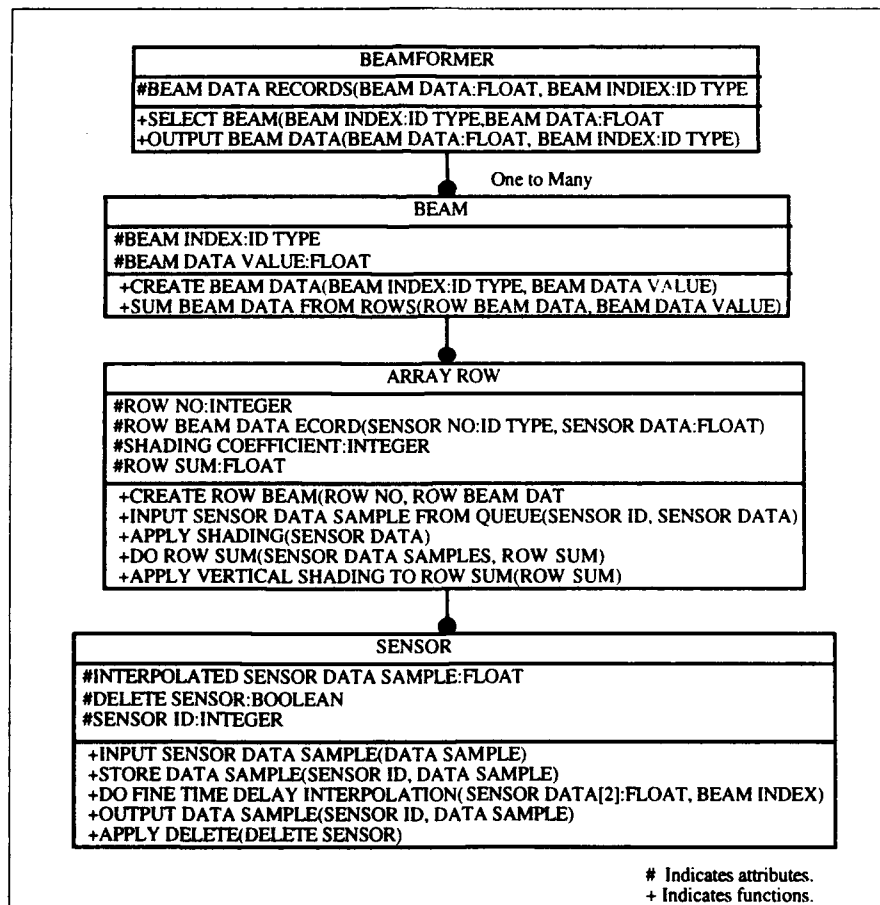 BEAMFORMER
#BEAM DATA RECORDS(BEAM DATA:FLOAT, BEAM INDIEX:ID TYPE
+SELECT BEAM(BEAM INDEX:ID TYPE,BEAM DATA:FLOAT
+OUTPUT BEAM DATA(BEAM DATA:FLOAT, BEAM INDEX:ID TYPE)
One to Many
BEAM
#BEAM INDEX:ID TYPE
#BEAM DATA VALUE:FLOAT
+CREATE BEAM DATA(BEAM INDEX:ID TYPE, BEAM DATA VALUE)
+SUM BEAM DATA FROM ROWS(ROW BEAM DATA, BEAM DATA VALUE)
ARRAY ROW
#ROW NO:INTEGER
#ROW BEAM DATA ECORD(SENSOR NO:ID TYPE, SENSOR DATA:FLOAT)
#SHADING COEFFICIENT:INTEGER
#ROW SUM:FLOAT
+CREATE ROW BEAM(ROW NO, ROW BEAM DAT
+INPUT SENSOR DATA SAMPLE FROM QUEUE(SENSOR ID, SENSOR DATA)
+APPLY SHADING(SENSOR DATA)
+DO ROW SUM(SENSOR DATA SAMPLES, ROW SUM)
+APPLY VERTICAL SHADING TO ROW SUM(ROW SUM)
SENSOR
#INTERPOLATED SENSOR DATA SAMPLE:FLOAT
#DELETE SENSOR:BOOLEAN
#SENSOR ID:INTEGER
+INPUT SENSOR DATA SAMPLE(DATA SAMPLE)
+STORE DATA SAMPLE(SENSOR ID, DATA SAMPLE)
+DO FINE TIME DELAY INTERPOLATION(SENSOR DATA[2]:FLOAT, BEAM INDEX)
+OUTPUT DATA SAMPLE(SENSOR ID, DATA SAMPLE)
+APPLY DELETE(DELETE SENSOR)
# Indicates attributes.
+ Indicates functions.